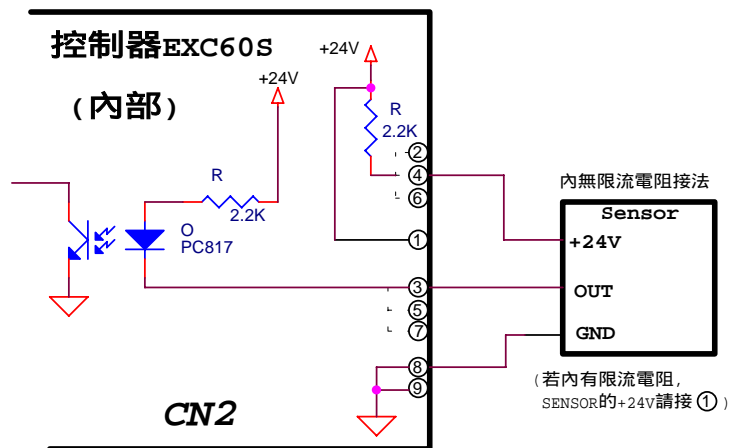 控制器EXC60S
(內部)
+24V
+24V
R
2.2K
R
2.2K
O
PC817
②
④
⑥
①
③
⑤
⑦
⑧
⑨
內無限流電阻接法
Sensor
+24V
OUT
GND
(若內有限流電阻,
SENSOR的+24V請接①)
CN2